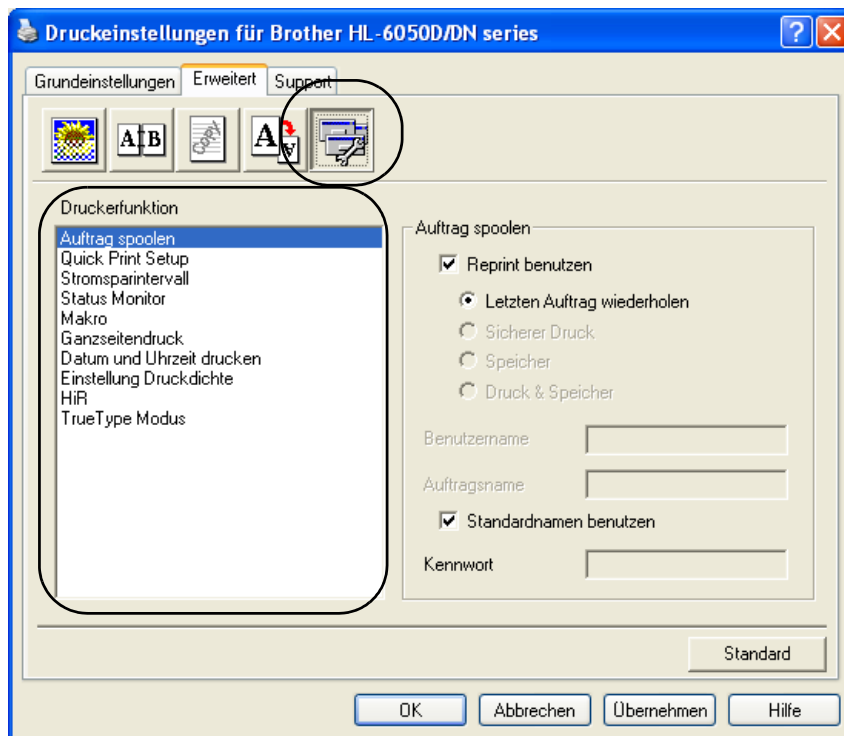 Druckeinstellungen für Brother HL-6050D/DN series
Grundeinstellungen Erweitert Support
A B Copy A A
Druckerfunktion
Auftrag spoolen
Quick Print Setup
Stromsparintervall
Status Monitor
Makro
Ganzseitendruck
Datum und Uhrzeit drucken
Einstellung Druckdichte
HiR
TrueType Modus
Auftrag spoolen
Reprint benutzen
Letzten Auftrag wiederholen
Sicherer Druck
Speicher
Druck & Speicher
Benutzername
Auftragsname
Standardnamen benutzen
Kennwort
Standard
OK Abbrechen Übernehmen Hilfe